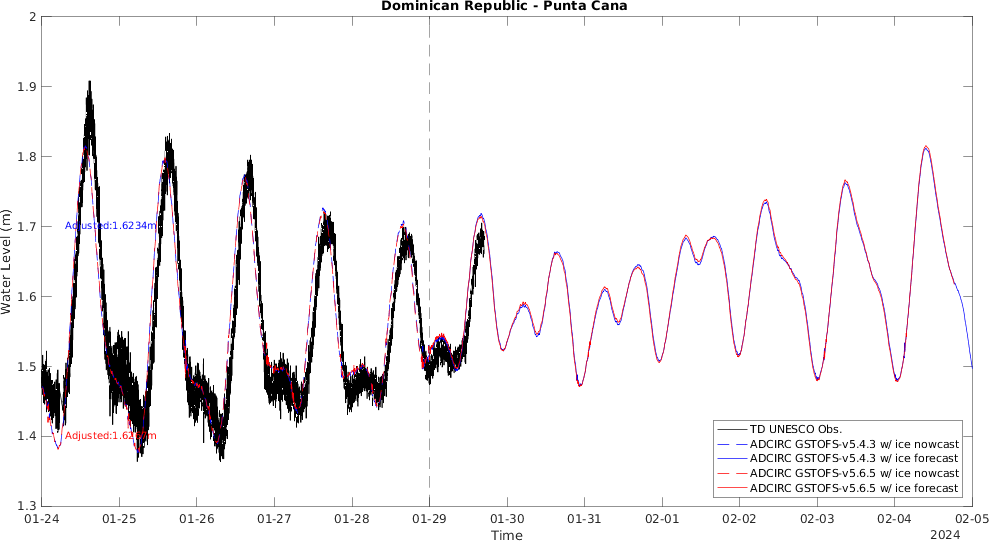 Dominican Republic - Punta Cana
Water Level (m)
2
1.9
1.8
1.7
1.6
1.5
1.4
1.3
Adjusted:1.6234m
TD UNESCO Obs.
ADCIRC GSTOFS-v5.4.3 w/ ice nowcast
ADCIRC GSTOFS-v5.4.3 w/ ice forecast
ADCIRC GSTOFS-v5.6.5 w/ ice nowcast
ADCIRC GSTOFS-v5.6.5 w/ ice forecast
01-24 01-25 01-26 01-27 01-28 01-29 01-30 01-31 02-01 02-02 02-03 02-04 02-05
Time
2024